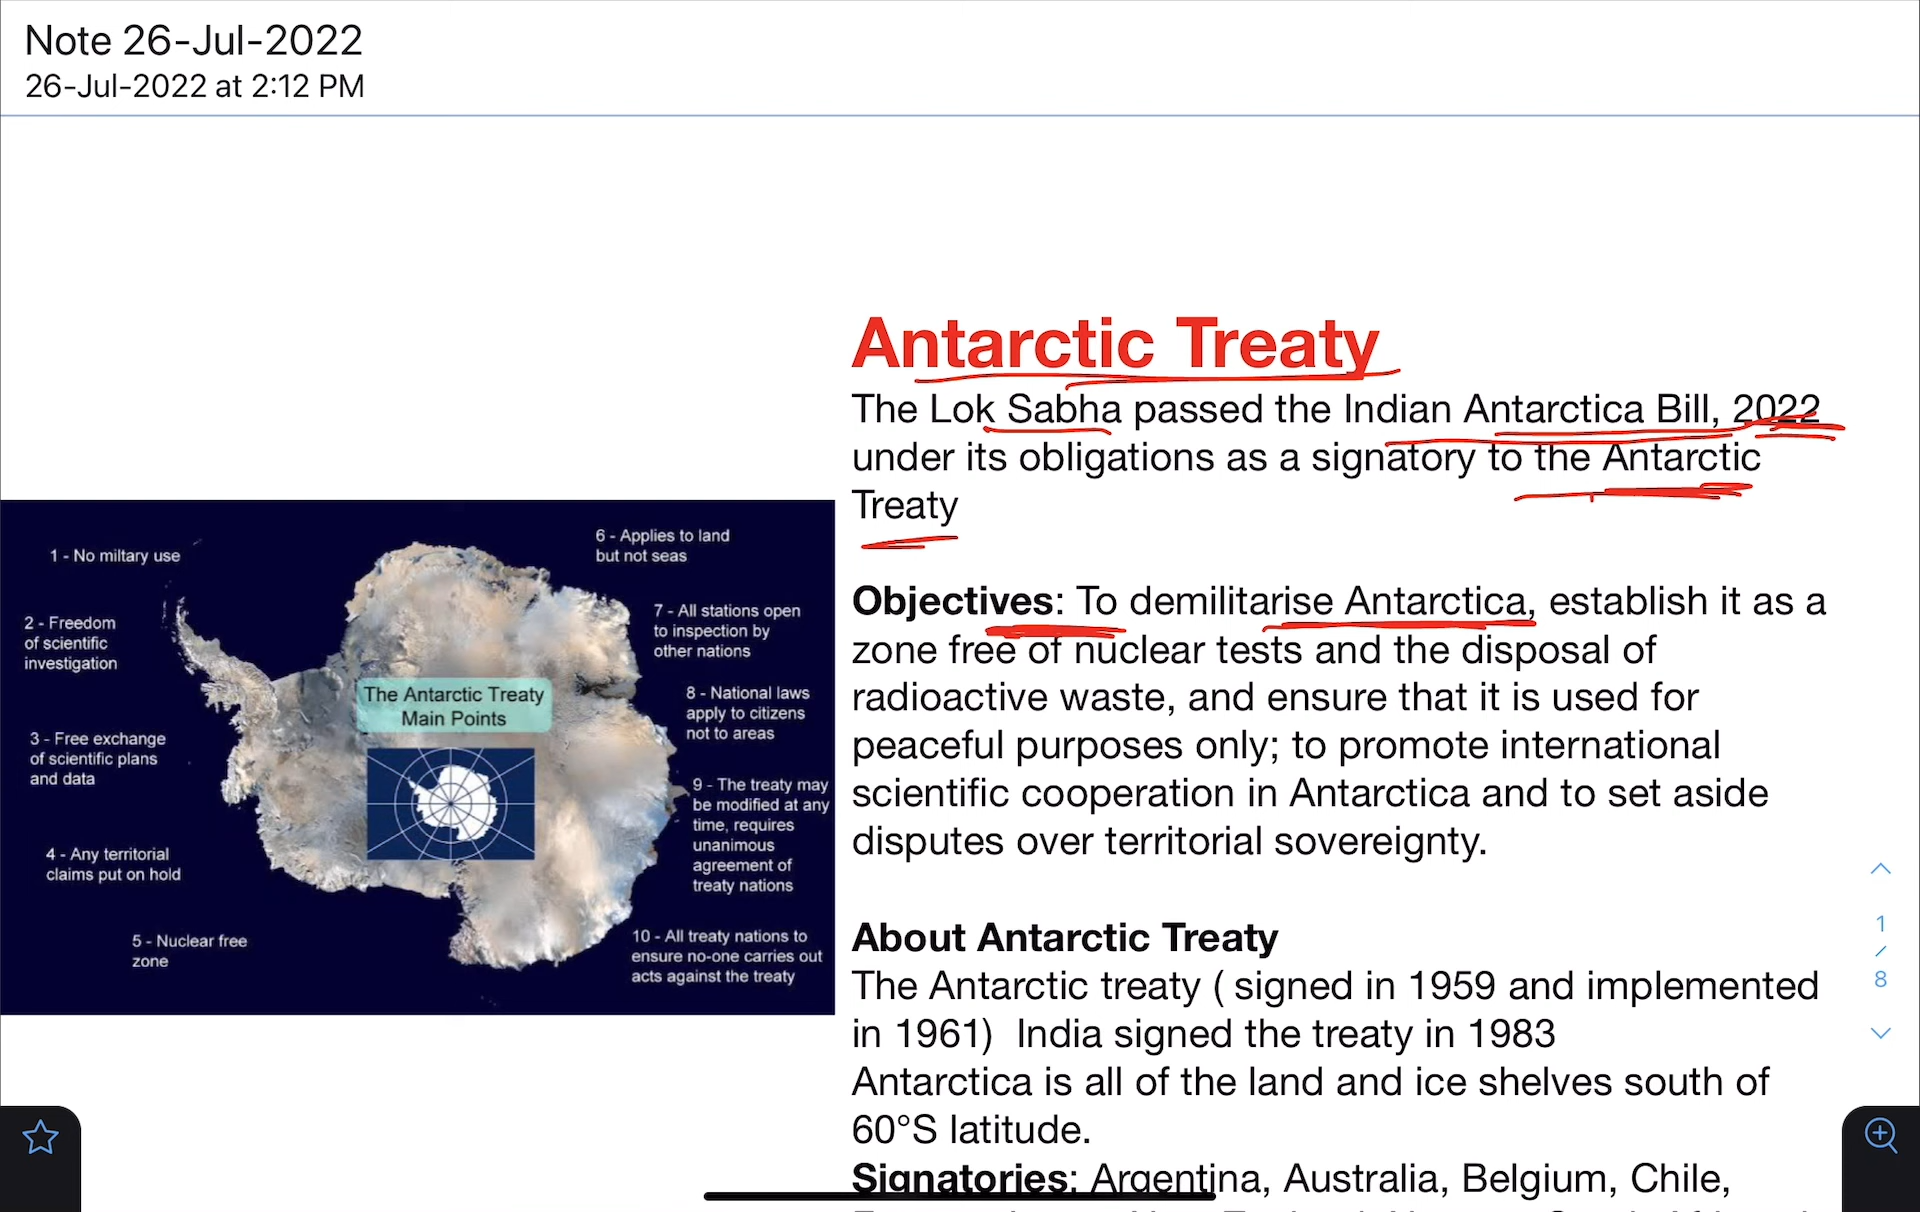 Note 26-Jul-2022
26-Jul-2022 at 2:12 PM
1 - No miltary use
2 - Freedom
of scientific
investigation
3 - Free exchange
of scientific plans
and data
4 - Any territorial
claims put on hold
5 - Nuclear free
zone
The Antarctic Treaty
Main Points
6 - Applies to land
but not seas
7 - All stations open
to inspection by
other nations
8 - National laws
apply to citizens
not to areas
9 - The treaty may
be modified at any
time, requires
unanimous
agreement of
treaty nations
10 - All treaty nations to
ensure no-one carries out
acts against the treaty
Antarctic Treaty
The Lok Sabha passed the Indian Antarctica Bill, 2022
under its obligations as a signatory to the Antarctic
Treaty
Objectives: To demilitarise Antarctica, establish it as a
zone free of nuclear tests and the disposal of
radioactive waste, and ensure that it is used for
peaceful purposes only; to promote international
scientific cooperation in Antarctica and to set aside
disputes over territorial sovereignty.
About Antarctic Treaty
The Antarctic treaty ( signed in 1959 and implemented
in 1961)  India signed the treaty in 1983
Antarctica is all of the land and ice shelves south of
60°S latitude.
Signatories: Argentina, Australia, Belgium, Chile,
1
/
8